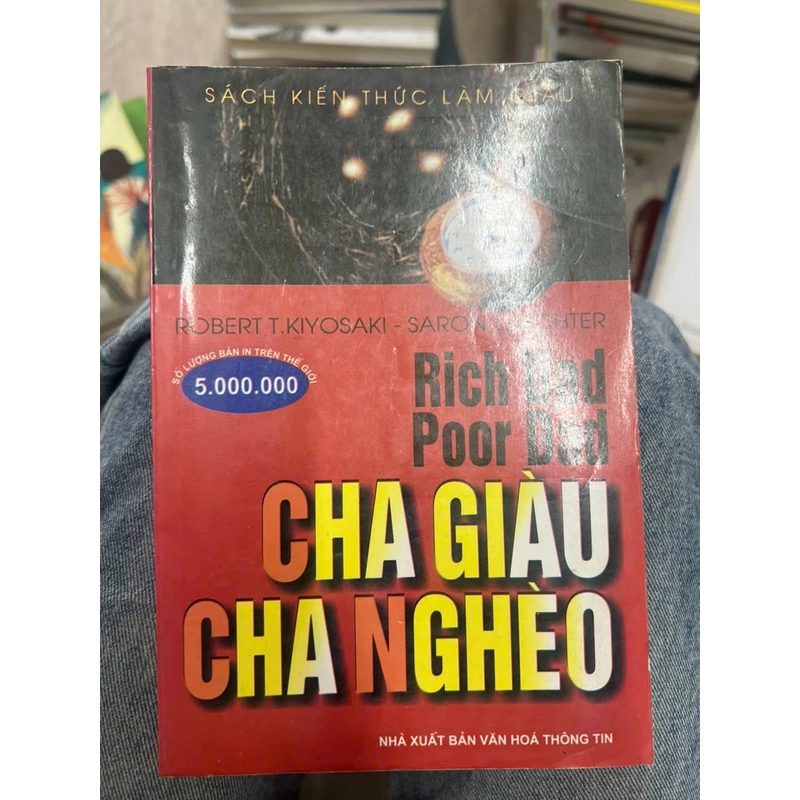 SÁCH KIẾN THỨC LÀM GIÀU
ROBERT T.KIYOSAKI - SARON
SỐ LƯỢNG BẢN IN TRÊN THẾ GIỚI
5.000.000
Rich Dad
Poor Dad
CHA GIÀU
CHA NGHÈO
NHÀ XUẤT BẢN VĂN HOÁ THÔNG TIN